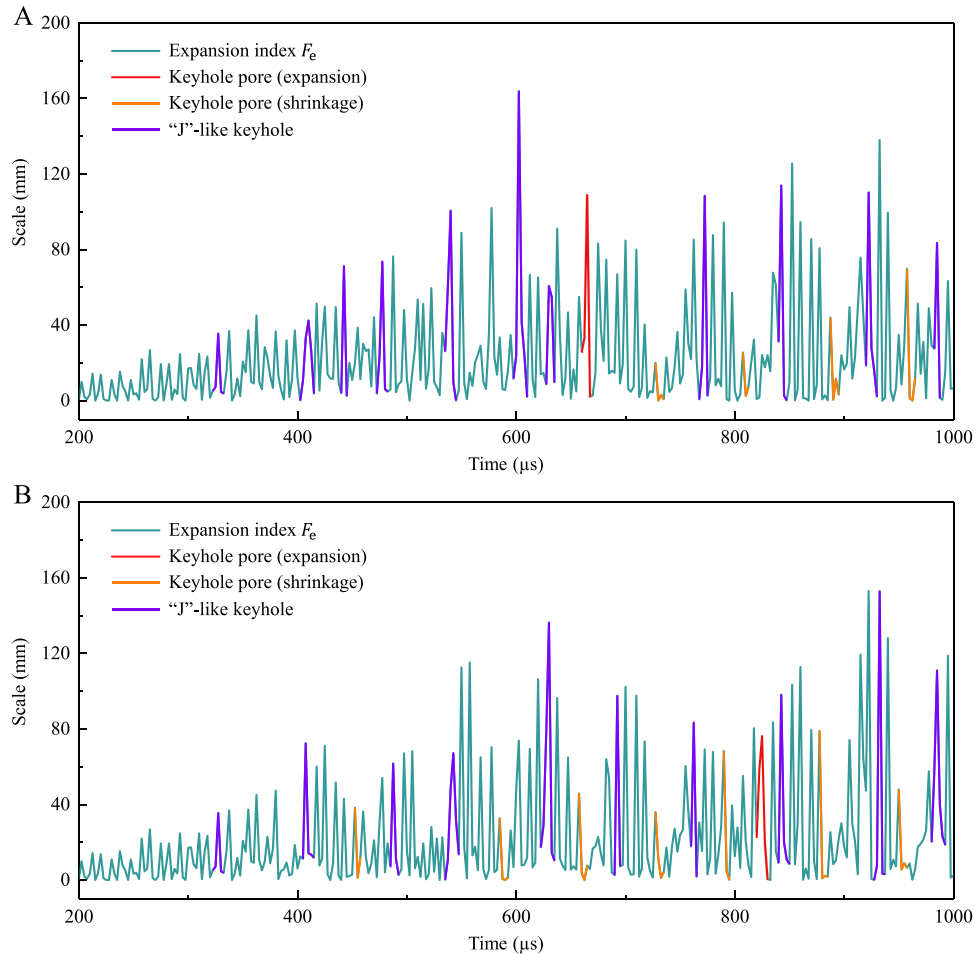 A
200
160
120
80
40
0
Scale (mm)
Expansion index Fe
Keyhole pore (expansion)
Keyhole pore (shrinkage)
“J”-like keyhole
200 400 600 800 1000
Time (µs)
B
200
160
120
80
40
0
Scale (mm)
Expansion index Fe
Keyhole pore (expansion)
Keyhole pore (shrinkage)
“J”-like keyhole
200 400 600 800 1000
Time (µs)